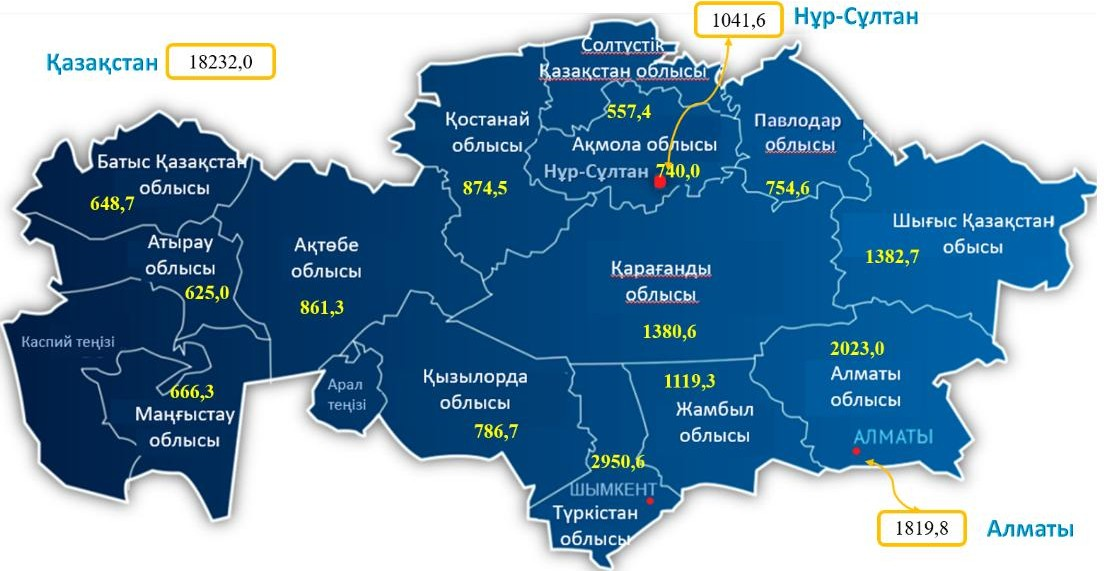 1041,6
Нұр-Сұлтан
Қазақстан
18232,0
Солтүстік
Қазақстан облысы
557,4
Қостанай
облысы
874,5
Ақмола облысы
Нұр-Сұлтан
740,0
Павлодар
облысы
754,6
Батыс Қазақстан
облысы
648,7
Шығыс Қазақстан
обысы
1382,7
Атырау
облысы
625,0
Ақтөбе
облысы
861,3
Қарағанды
облысы
1380,6
Каспий теңізі
666,3
Маңғыстау
облысы
Арал
теңізі
Қызылорда
облысы
786,7
1119,3
Жамбыл
облысы
2023,0
Алматы
облысы
АЛМАТЫ
2950,6
ШЫМКЕНТ
Түркістан
облысы
1819,8
Алматы